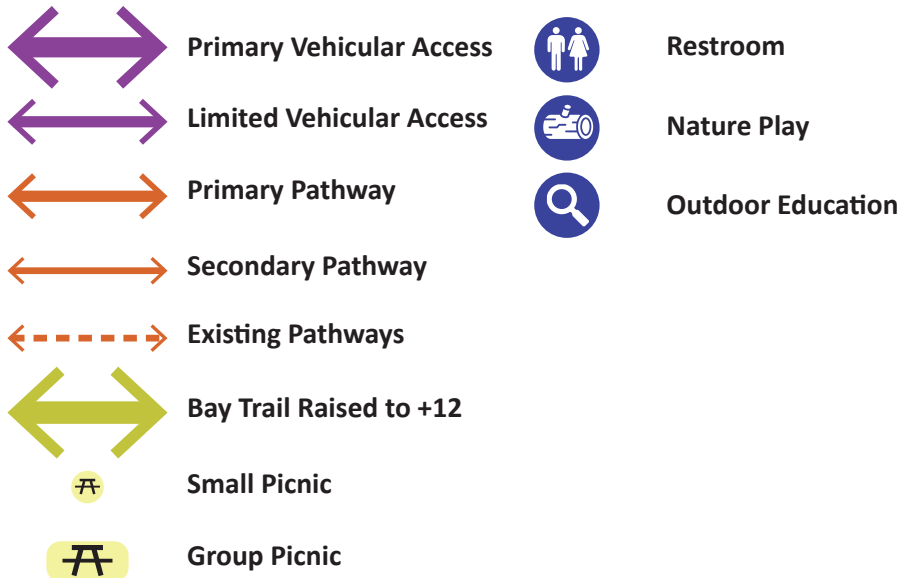 Primary Vehicular Access
Limited Vehicular Access
Primary Pathway
Secondary Pathway
Existing Pathways
Bay Trail Raised to +12
Small Picnic
Group Picnic
Restroom
Nature Play
Outdoor Education